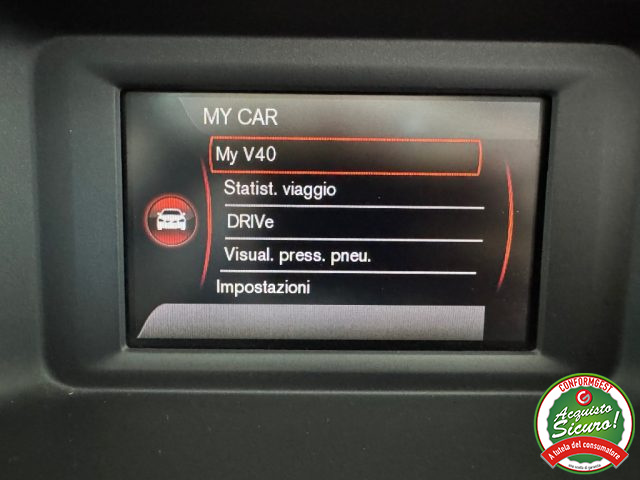 MY CAR
My V40
Statist. viaggio
DRIVe
Visual. press. pneu.
Impostazioni
CONFORMGEST
Acquisto
Sicuro!
A tutela del consumatore